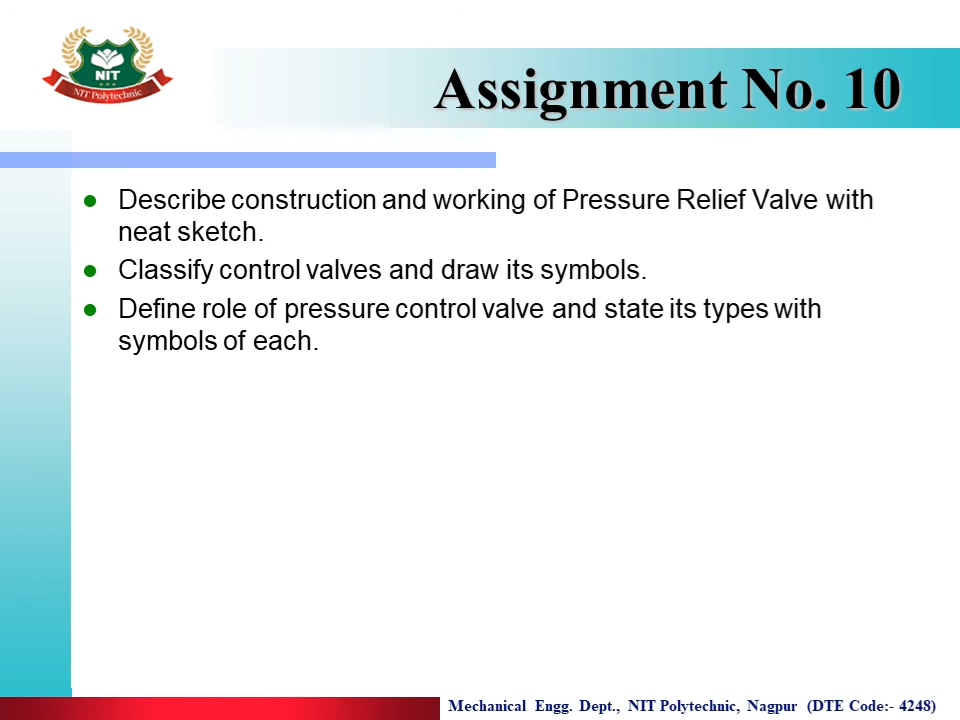 NIT
NIT Polytechnic
Assignment No. 10
Describe construction and working of Pressure Relief Valve with
neat sketch.
Classify control valves and draw its symbols.
Define role of pressure control valve and state its types with
symbols of each.
Mechanical Engg. Dept., NIT Polytechnic, Nagpur (DTE Code:- 4248)